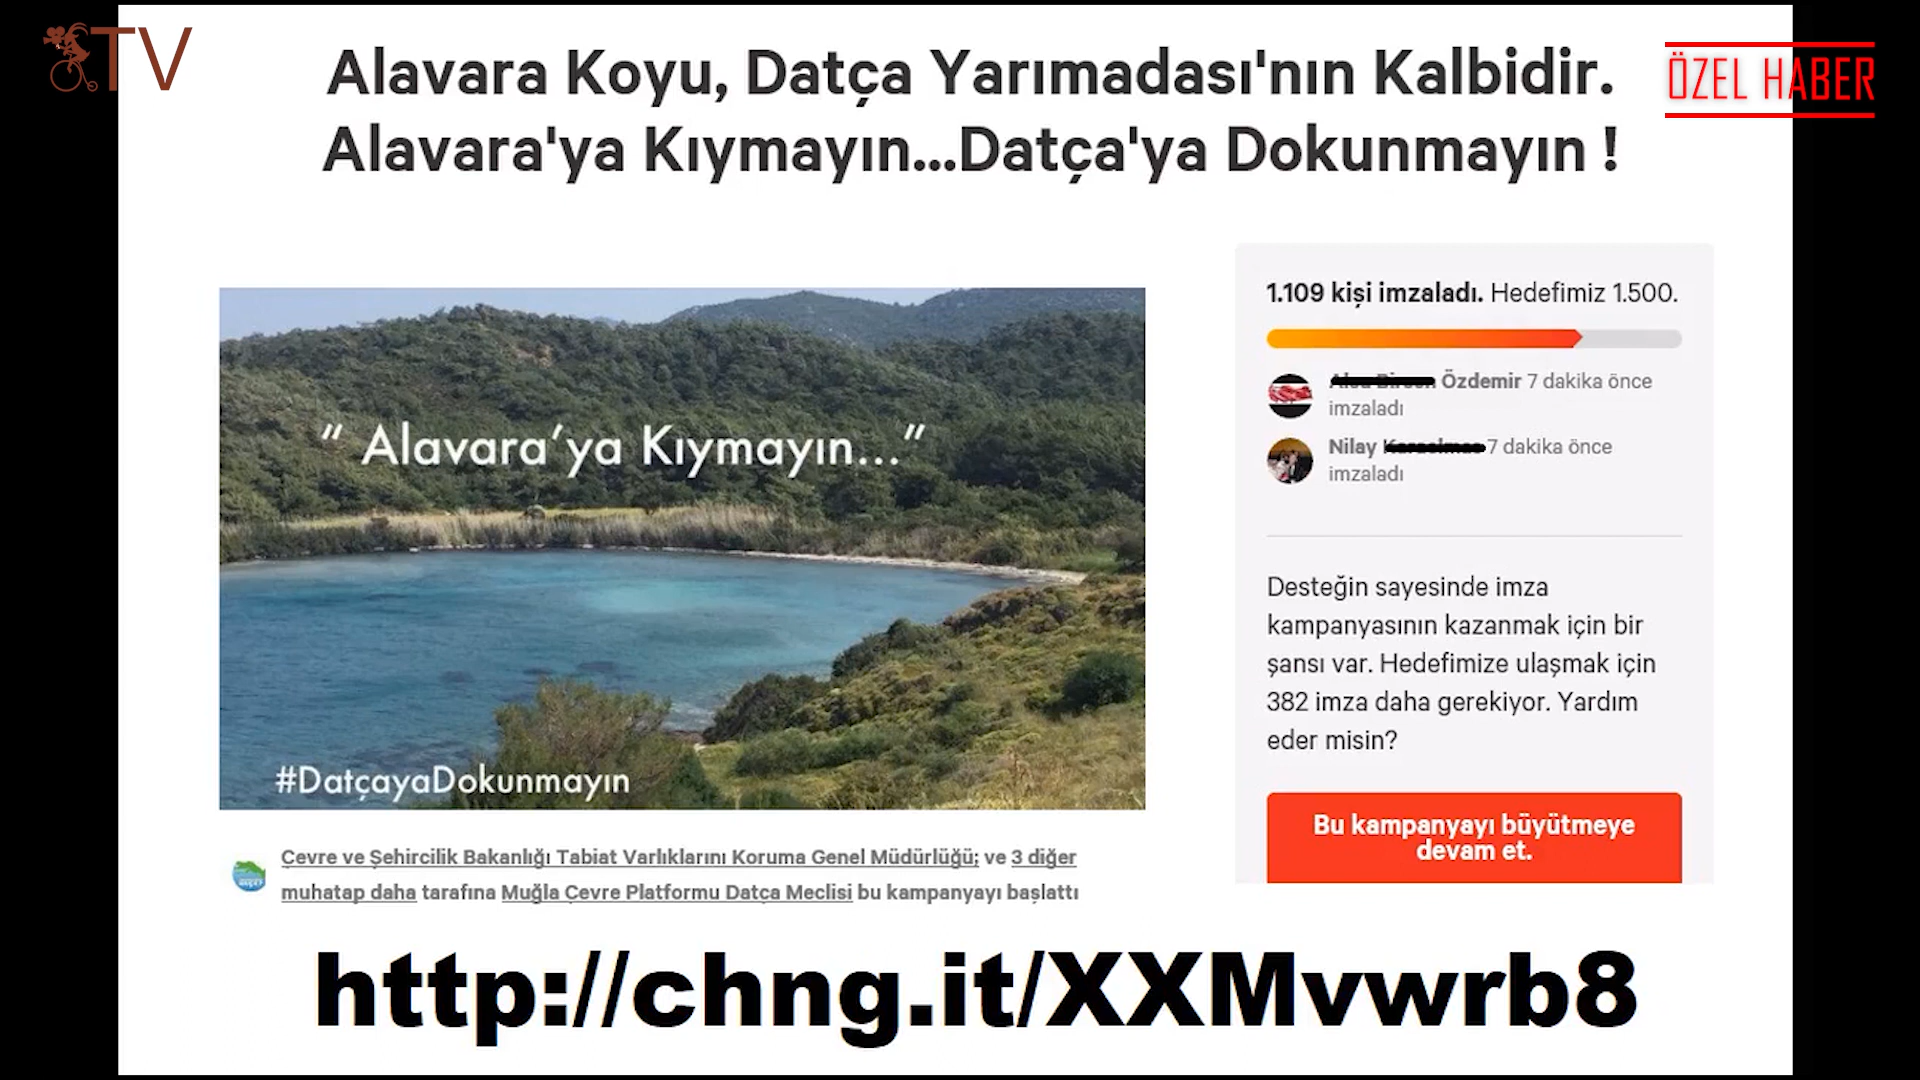 TV
ÖZEL HABER
Alavara Koyu, Datça Yarımadası'nın Kalbidir.
Alavara'ya Kıymayın...Datça'ya Dokunmayın !
“ Alavara’ya Kıymayın...”
#DatçayaDokunmayın
1.109 kişi imzaladı. Hedefimiz 1.500.
Özdemir 7 dakika önce
imzaladı
Nilay 7 dakika önce
imzaladı
Desteğin sayesinde imza
kampanyasının kazanmak için bir
şansı var. Hedefimize ulaşmak için
382 imza daha gerekiyor. Yardım
eder misin?
Bu kampanyayı büyütmeye
devam et.
Çevre ve Şehircilik Bakanlığı Tabiat Varlıklarını Koruma Genel Müdürlüğü; ve 3 diğer
muhatap daha tarafına Muğla Çevre Platformu Datça Meclisi bu kampanyayı başlattı
http://chng.it/XXMvwrb8